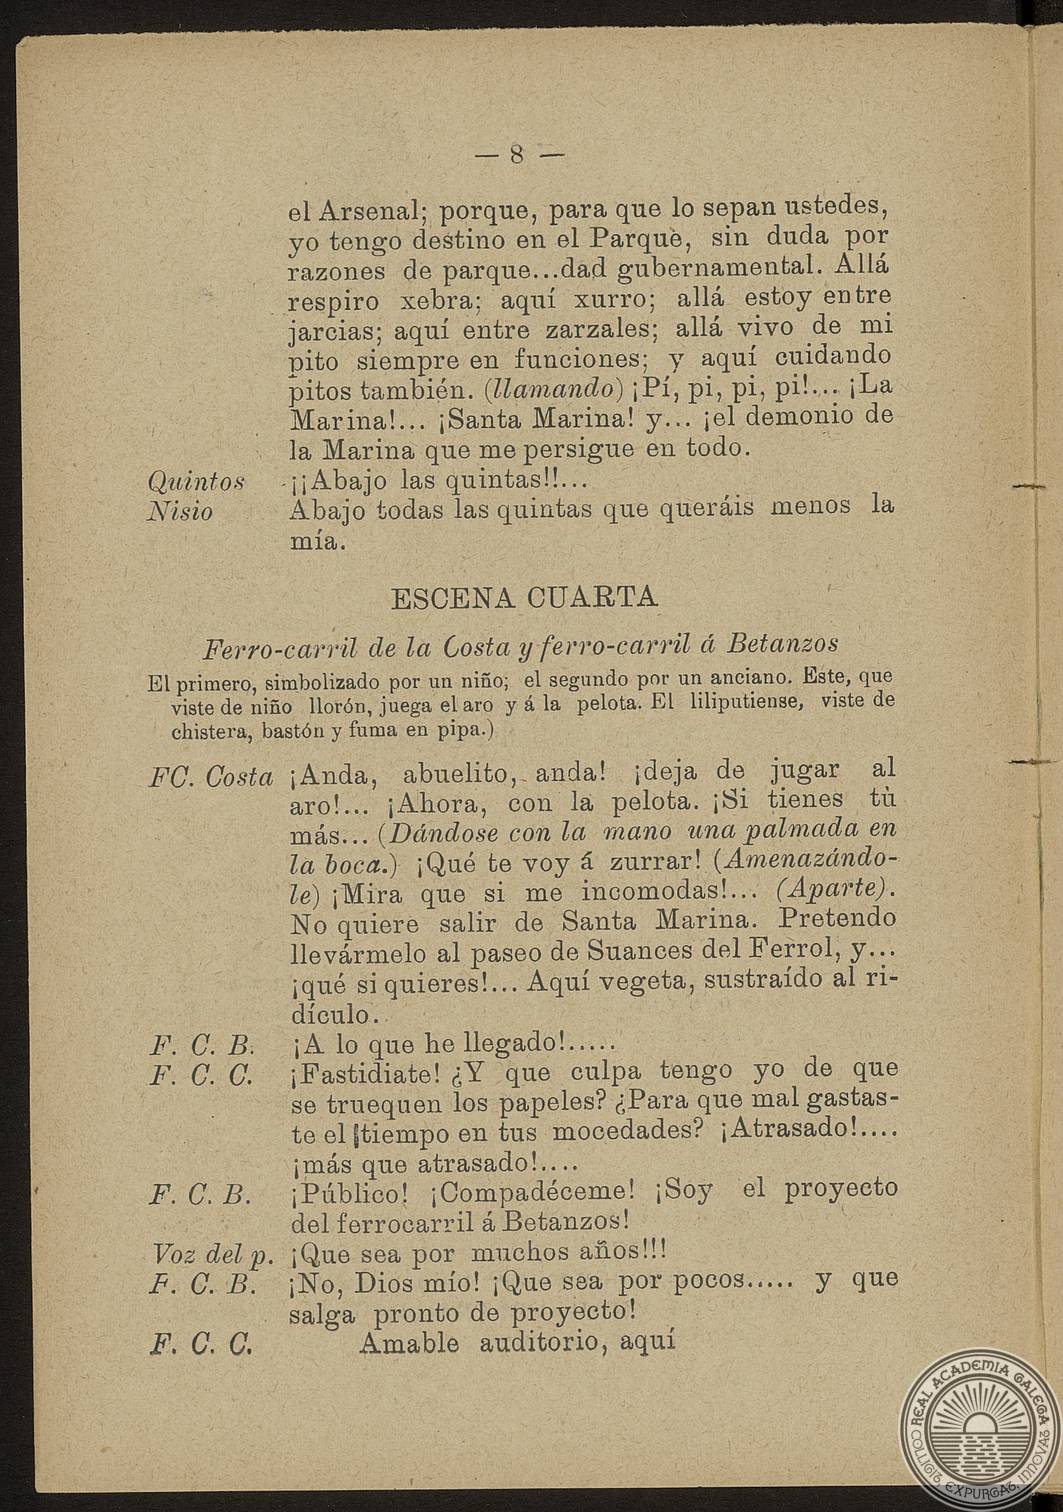 — 8 —
el Arsenal; porque, para que lo sepan ustedes,
yo tengo destino en el Parque, sin duda por
razones de parque...dad gubernamental. Allá
respiro xebra; aquí xurro; allá estoy entre
jarcias; aquí entre zarzales; allá vivo de mi
pito siempre en funciones; y aquí cuidando
pitos también. (llamando) ¡Pí, pi, pi, pi!... ¡La
Marina!... ¡Santa Marina! y... ¡el demonio de
la Marina que me persigue en todo.
Quintos ¡¡Abajo las quintas!!...
Nisio Abajo todas las quintas que queráis menos la
mía.
ESCENA CUARTA
Ferro-carril de la Costa y ferro-carril á Betanzos
El primero, simbolizado por un niño; el segundo por un anciano. Este, que
viste de niño llorón, juega el aro y á la pelota. El liliputiense, viste de
chistera, bastón y fuma en pipa.)
FC. Costa ¡Anda, abuelito, anda! ¡deja de jugar al
aro!... ¡Ahora, con la pelota. ¡Si tienes tù
más... (Dándose con la mano una palmada en
la boca.) ¡Qué te voy á zurrar! (Amenazándo-
le) ¡Mira que si me incomodas!... (Aparte).
No quiere salir de Santa Marina. Pretendo
llevármelo al paseo de Suances del Ferrol, y...
¡qué si quieres!... Aquí vegeta, sustraído al ri-
dículo.
F. C. B. ¡A lo que he llegado!.....
F. C. C. ¡Fastidiate! ¿Y que culpa tengo yo de que
se truequen los papeles? ¿Para que mal gastas-
te el tiempo en tus mocedades? ¡Atrasado!....
¡más que atrasado!....
F. C. B. ¡Público! ¡Compadéceme! ¡Soy el proyecto
del ferrocarril á Betanzos!
Voz del p. ¡Que sea por muchos años!!!
F. C. B. ¡No, Dios mío! ¡Que sea por pocos..... y que
salga pronto de proyecto!
F. C. C. Amable auditorio, aquí
REAL ACADEMIA GALEGA
COLLIGIT, EXPURGAT, INNOVAT